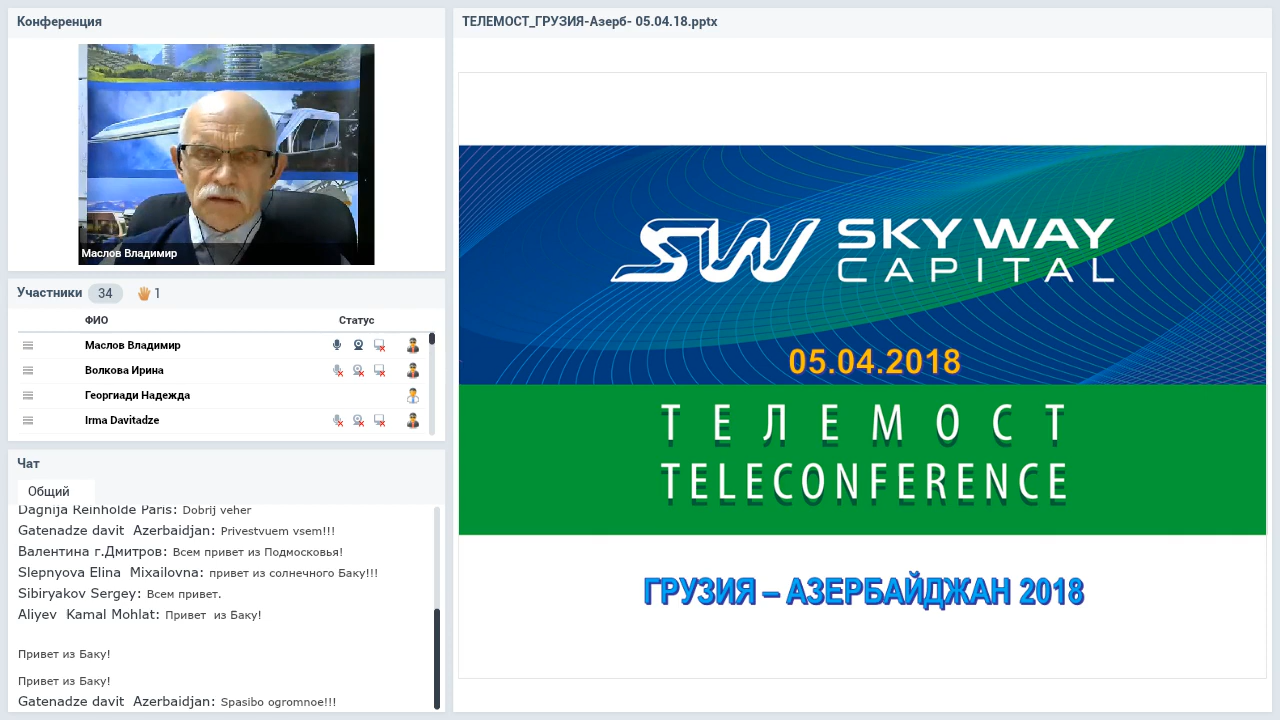 Конференция
Маслов Владимир
Участники 34 1
ФИО Статус
Маслов Владимир
Волкова Ирина
Георгиади Надежда
Irma Davitadze
Чат
Общий
Dagnija Reinholde Paris: Dobrij veher
Gatenadze davit Azerbaidjan: Privestvuem vsem!!!
Валентина г.Дмитров: Всем привет из Подмосковья!
Slepnyova Elina Mixailovna: привет из солнечного Баку!!!
Sibiryakov Sergey: Всем привет.
Aliyev Kamal Mohlat: Привет из Баку!
Привет из Баку!
Привет из Баку!
Gatenadze davit Azerbaidjan: Spasibo ogromnoe!!!
ТЕЛЕМОСТ_ГРУЗИЯ-Азерб- 05.04.18.pptx
SW SKY WAY
CAPITAL
05.04.2018
ТЕЛЕМОСТ
TELECONFERENCE
ГРУЗИЯ – АЗЕРБАЙДЖАН 2018